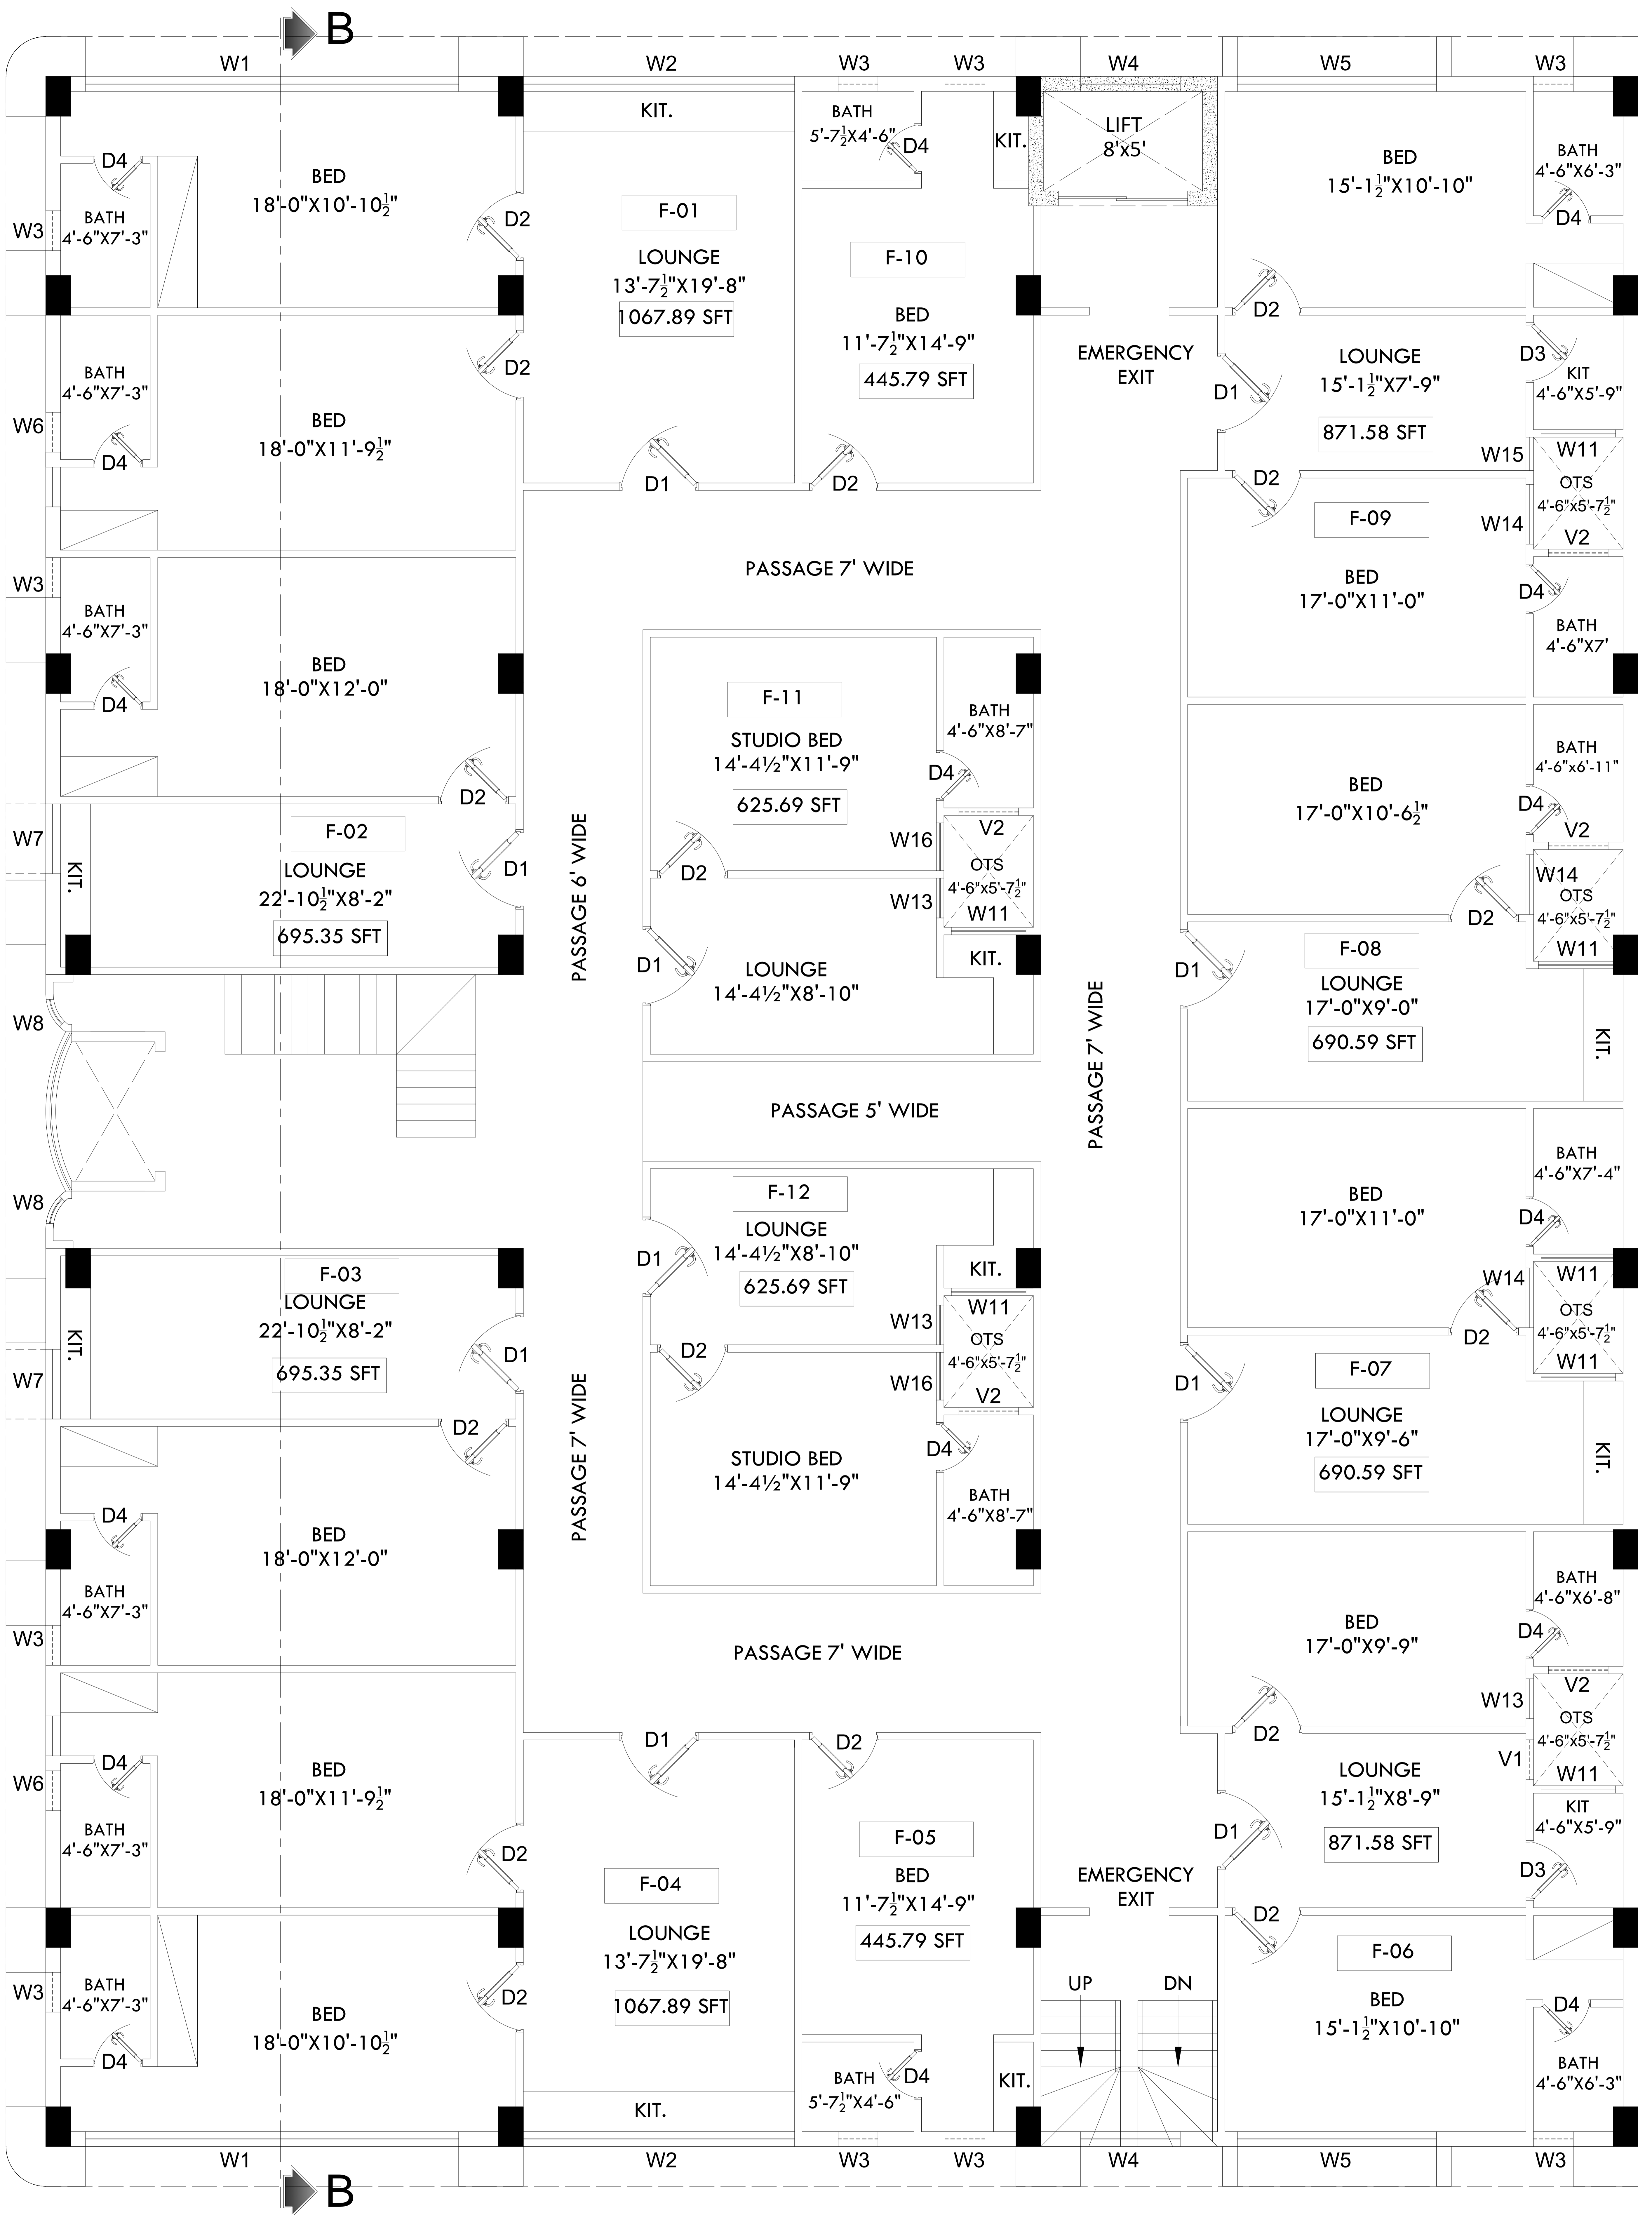 B
W1
W2
W3
W3
W4
W5
W3
D4
BATH
4'-6"X7'-3"
W3
BED
18'-0"X10'-10½"
D2
KIT.
F-01
LOUNGE
13'-7½"X19'-8"
1067.89 SFT
D1
BATH
5'-7½"X4'-6"
D4
KIT.
F-10
BED
11'-7½"X14'-9"
445.79 SFT
D2
LIFT
8'x5'
EMERGENCY
EXIT
D1
BED
15'-1½"X10'-10"
BATH
4'-6"X6'-3"
D4
D2
LOUNGE
15'-1½"X7'-9"
871.58 SFT
D3
KIT
4'-6"X5'-9"
W15
W11
OTS
4'-6"x5'-7½"
V2
W14
D2
F-09
BED
17'-0"X11'-0"
D4
BATH
4'-6"X7'
D2
BATH
4'-6"X7'-3"
W6
D4
BED
18'-0"X11'-9½"
W3
BATH
4'-6"X7'-3"
D4
BED
18'-0"X12'-0"
D2
PASSAGE 7' WIDE
F-11
STUDIO BED
14'-4½"X11'-9"
625.69 SFT
BATH
4'-6"X8'-7"
D4
D2
W16
V2
OTS
4'-6"x5'-7½"
W13
W11
D1
LOUNGE
14'-4½"X8'-10"
KIT.
BED
17'-0"X10'-6½"
BATH
4'-6"x6'-11"
D4
V2
W14
OTS
4'-6"x5'-7½"
W11
D2
D1
F-08
LOUNGE
17'-0"X9'-0"
690.59 SFT
KIT.
W7
KIT.
F-02
LOUNGE
22'-10½"X8'-2"
695.35 SFT
D1
PASSAGE 6' WIDE
W8
W8
PASSAGE 5' WIDE
PASSAGE 7' WIDE
BED
17'-0"X11'-0"
BATH
4'-6"X7'-4"
D4
W14
W11
OTS
4'-6"x5'-7½"
W11
D2
F-12
LOUNGE
14'-4½"X8'-10"
625.69 SFT
D1
KIT.
W13
W11
OTS
4'-6"x5'-7½"
W16
V2
D2
D4
STUDIO BED
14'-4½"X11'-9"
BATH
4'-6"X8'-7"
F-03
LOUNGE
22'-10½"X8'-2"
695.35 SFT
KIT.
W7
D1
D2
PASSAGE 7' WIDE
D1
F-07
LOUNGE
17'-0"X9'-6"
690.59 SFT
KIT.
D4
BED
18'-0"X12'-0"
BATH
4'-6"X7'-3"
W3
PASSAGE 7' WIDE
BED
17'-0"X9'-9"
BATH
4'-6"X6'-8"
D4
W13
V2
OTS
4'-6"x5'-7½"
V1
W11
D2
D4
W6
BED
18'-0"X11'-9½"
BATH
4'-6"X7'-3"
D2
D1
D2
LOUNGE
15'-1½"X8'-9"
871.58 SFT
KIT
4'-6"X5'-9"
D1
D3
F-05
BED
11'-7½"X14'-9"
445.79 SFT
F-04
LOUNGE
13'-7½"X19'-8"
1067.89 SFT
EMERGENCY
EXIT
D2
F-06
BED
15'-1½"X10'-10"
D4
BATH
4'-6"X6'-3"
UP
DN
BATH
4'-6"X7'-3"
W3
D4
BED
18'-0"X10'-10½"
D2
KIT.
BATH
5'-7½"X4'-6"
D4
KIT.
W1
W2
W3
W3
W4
W5
W3
B